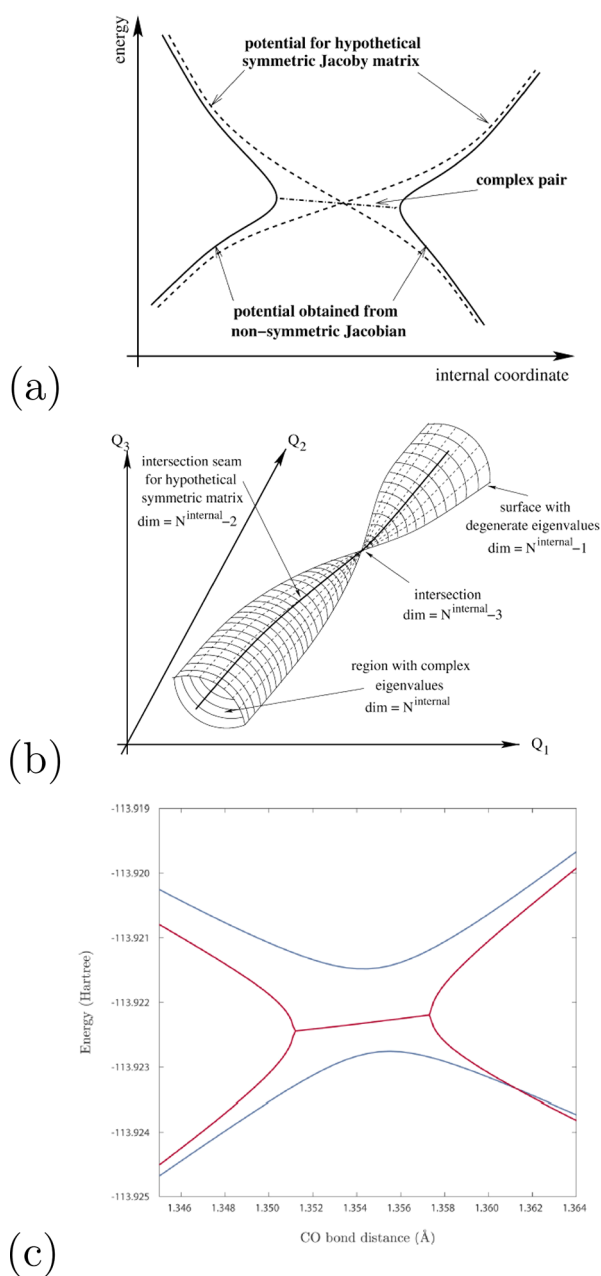 energy
potential for hypothetical
symmetric Jacoby matrix
complex pair
potential obtained from
non-symmetric Jacobian
internal coordinate
(a)
Q3
Q2
intersection seam
for hypothetical
symmetric matrix
dim = N^internal-2
surface with
degenerate eigenvalues
dim = N^internal-1
intersection
dim = N^internal-3
region with complex
eigenvalues
dim = N^internal
Q1
(b)
-113.919
-113.920
-113.921
-113.922
-113.923
-113.924
-113.925
Energy (Hartree)
1.346 1.348 1.350 1.352 1.354 1.356 1.358 1.360 1.362 1.364
CO bond distance (Å)
(c)